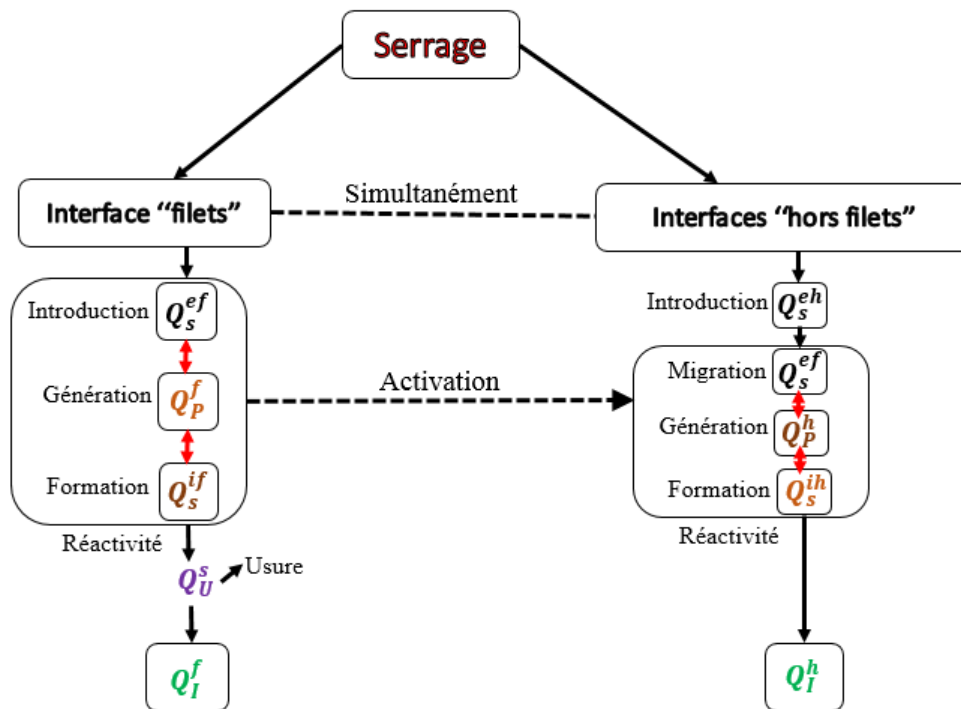 Serrage
Interface “filets”
Simultanément
Interfaces “hors filets”
Introduction Q_s^{ef}
Génération Q_P^f
Formation Q_s^{if}
Réactivité
Q_U^s Usure
Q_I^f
Activation
Introduction Q_s^{eh}
Migration Q_s^{ef}
Génération Q_P^h
Formation Q_s^{ih}
Réactivité
Q_I^h